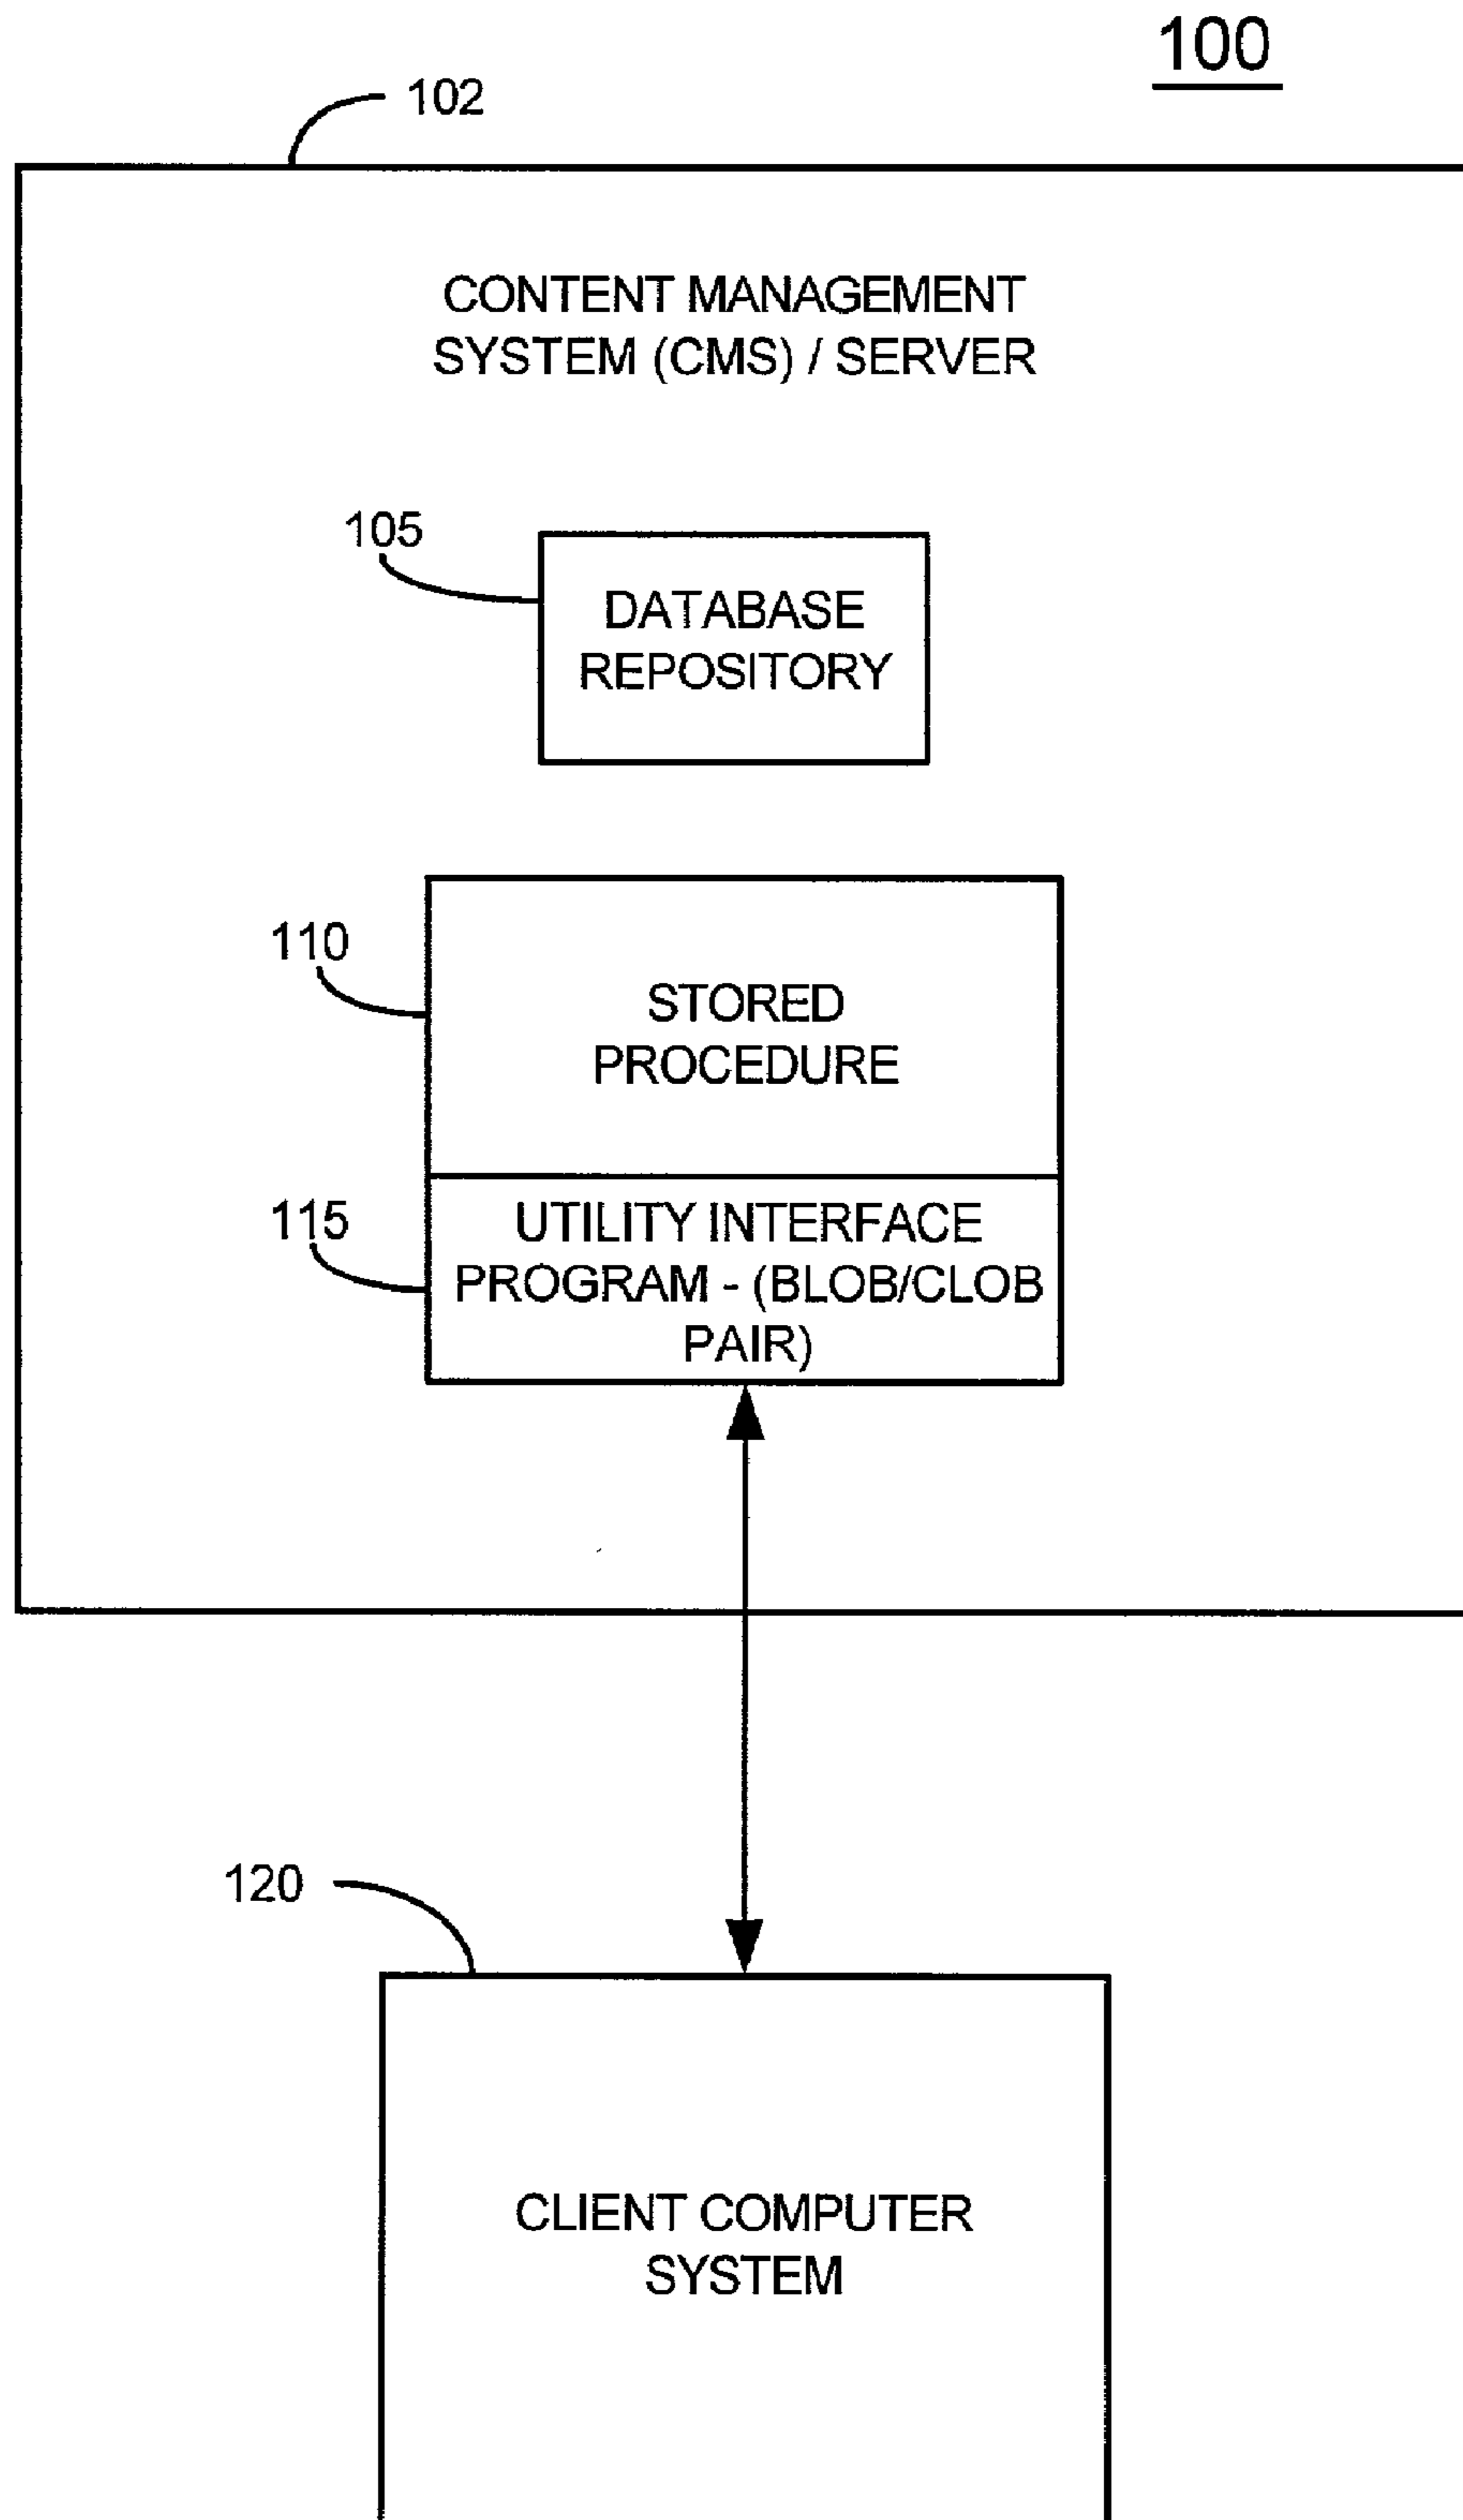 100
102
CONTENT MANAGEMENT
SYSTEM (CMS) / SERVER
105
DATABASE
REPOSITORY
110
STORED
PROCEDURE
115
UTILITY INTERFACE
PROGRAM - (BLOB/CLOB
PAIR)
120
CLIENT COMPUTER
SYSTEM